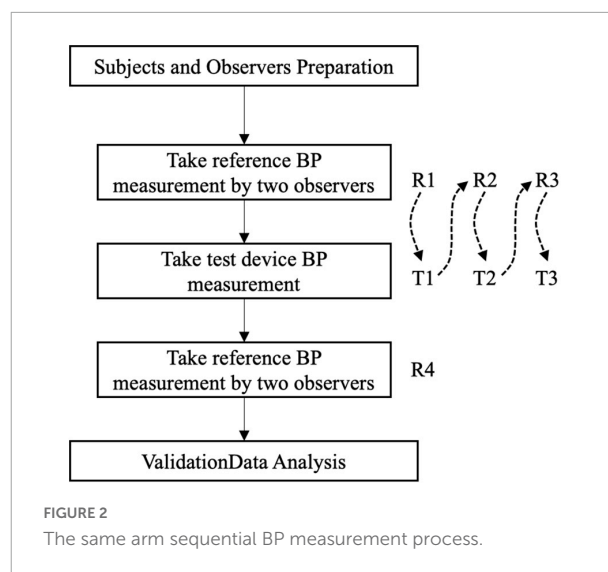 Subjects and Observers Preparation
Take reference BP
measurement by two observers
R1 R2 R3
Take test device BP
measurement
T1 T2 T3
Take reference BP
measurement by two observers
R4
ValidationData Analysis
FIGURE 2
The same arm sequential BP measurement process.